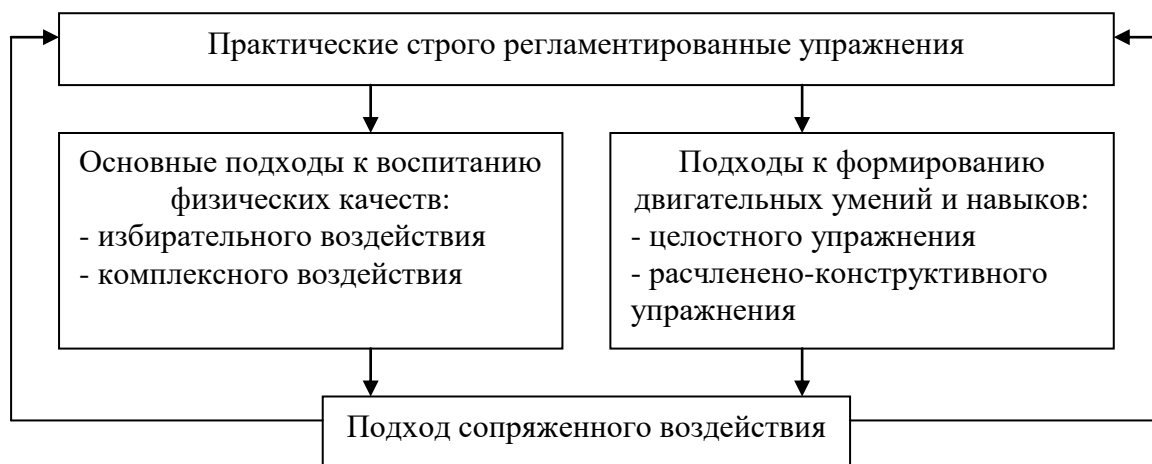 Практические строго регламентированные упражнения
Основные подходы к воспитанию
физических качеств:
- избирательного воздействия
- комплексного воздействия
Подходы к формированию
двигательных умений и навыков:
- целостного упражнения
- расчленено-конструктивного
упражнения
Подход сопряженного воздействия